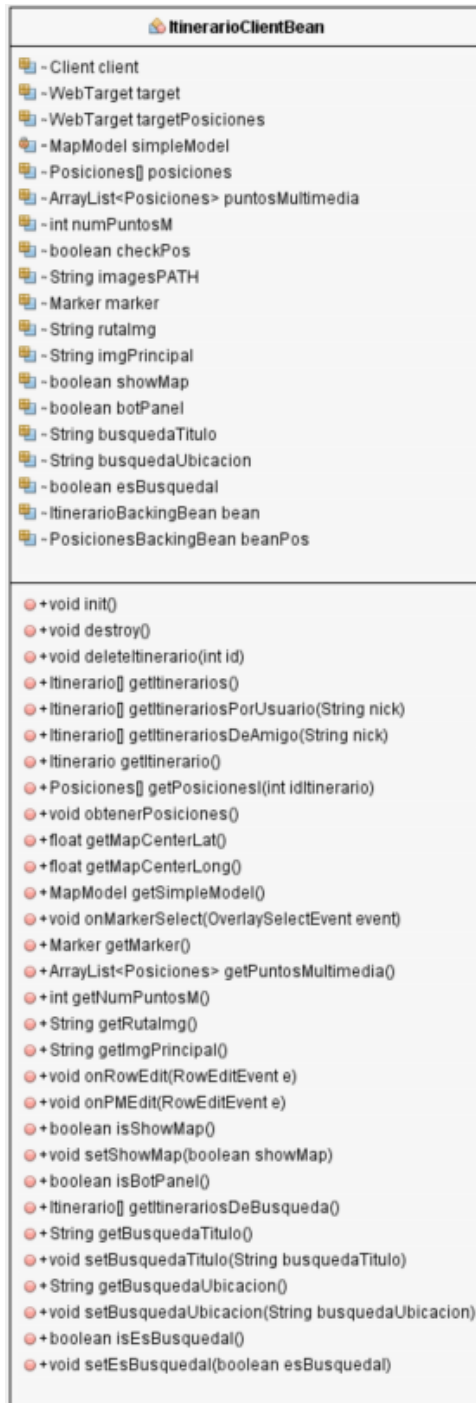 ItinerarioClientBean
~Client client
~WebTarget target
~WebTarget targetPosiciones
~MapModel simpleModel
~Posiciones[] posiciones
~ArrayList<Posiciones> puntosMultimedia
~int numPuntosM
~boolean checkPos
~String imagesPATH
~Marker marker
~String rutaImg
~String imgPrincipal
~boolean showMap
~boolean botPanel
~String busquedaTitulo
~String busquedaUbicacion
~boolean esBusquedaI
~ItinerarioBackingBean bean
~PosicionesBackingBean beanPos
+void init()
+void destroy()
+void deleteItinerario(int id)
+Itinerario[] getItinerarios()
+Itinerario[] getItinerariosPorUsuario(String nick)
+Itinerario[] getItinerariosDeAmigo(String nick)
+Itinerario getItinerario()
+Posiciones[] getPosicionesI(int idItinerario)
+void obtenerPosiciones()
+float getMapCenterLat()
+float getMapCenterLong()
+MapModel getSimpleModel()
+void onMarkerSelect(OverlaySelectEvent event)
+Marker getMarker()
+ArrayList<Posiciones> getPuntosMultimedia()
+int getNumPuntosM()
+String getRutaImg()
+String getImgPrincipal()
+void onRowEdit(RowEditEvent e)
+void onPMEdit(RowEditEvent e)
+boolean isShowMap()
+void setShowMap(boolean showMap)
+boolean isBotPanel()
+Itinerario[] getItinerariosDeBusqueda()
+String getBusquedaTitulo()
+void setBusquedaTitulo(String busquedaTitulo)
+String getBusquedaUbicacion()
+void setBusquedaUbicacion(String busquedaUbicacion)
+boolean isEsBusquedaI()
+void setEsBusquedaI(boolean esBusquedaI)